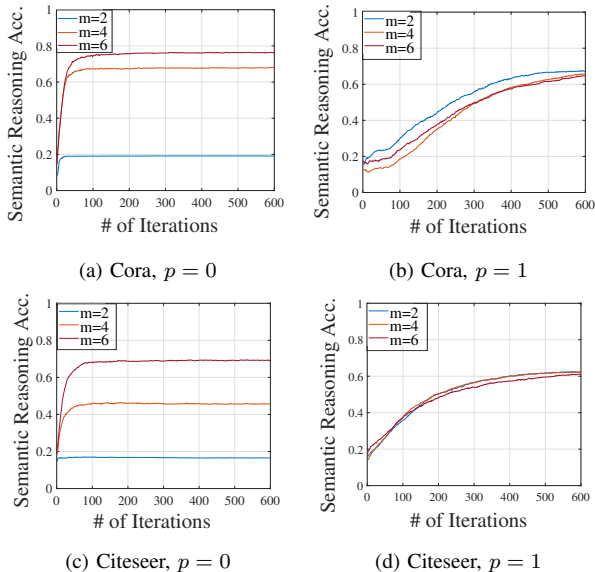 Semantic Reasoning Acc.
1
0.8
0.6
0.4
0.2
0
m=2
m=4
m=6
0 100 200 300 400 500 600
# of Iterations
(a) Cora, p = 0
Semantic Reasoning Acc.
1
0.8
0.6
0.4
0.2
0
m=2
m=4
m=6
0 100 200 300 400 500 600
# of Iterations
(b) Cora, p = 1
Semantic Reasoning Acc.
1
0.8
0.6
0.4
0.2
0
m=2
m=4
m=6
0 100 200 300 400 500 600
# of Iterations
(c) Citeseer, p = 0
Semantic Reasoning Acc.
1
0.8
0.6
0.4
0.2
0
m=2
m=4
m=6
0 100 200 300 400 500 600
# of Iterations
(d) Citeseer, p = 1